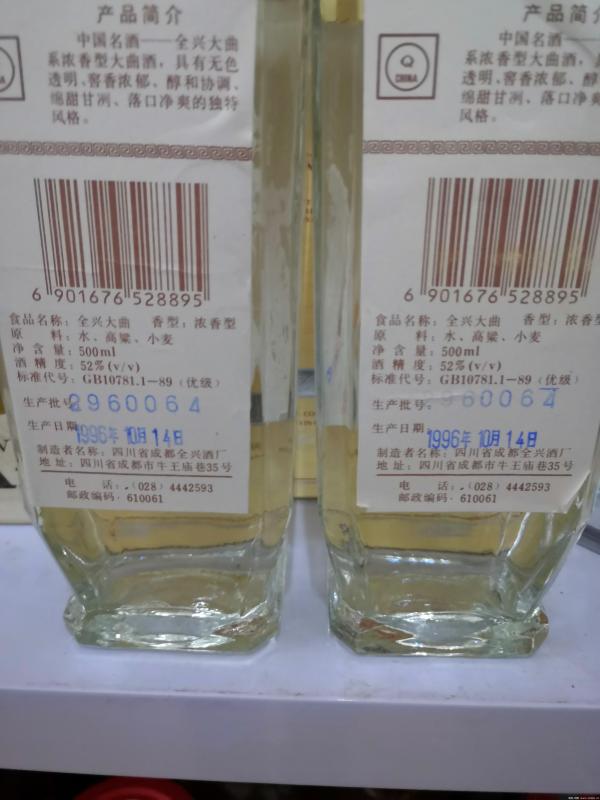 产品简介
中国名酒——全兴大曲
系浓香型大曲酒，具有无色
透明、窖香浓郁、醇和协调、
绵甜甘冽、落口净爽的独特
风格。
6 901676 528895
食品名称：全兴大曲 香型：浓香型
原 料：水、高粱、小麦
净 含 量：500ml
酒 精 度：52%(v/v)
标准代号：GB10781.1—89（优级）
生产批号 2960064
生产日期 1996年 10月 14日
制造者名称：四川省成都全兴酒厂
地 址：四川省成都市牛王庙巷35号
电 话：（028）4442593
邮政编码：610061
Q
CHINA
产品简
中国名酒——全
系浓香型大曲酒，
透明、窖香浓郁、
绵甜甘冽、落口净
风格。
6 901676 528895
食品名称：全兴大曲 香型：浓
原 料：水、高粱、小麦
净 含 量：500ml
酒 精 度：52%(v/v)
标准代号：GB10781.1—89（优级）
生产批号： 960064
生产日期 1996年 10月 14日
制造者名称：四川省成都全兴酒厂
地 址：四川省成都市牛王庙巷35号
电 话：（028）4442593
邮政编码：610061